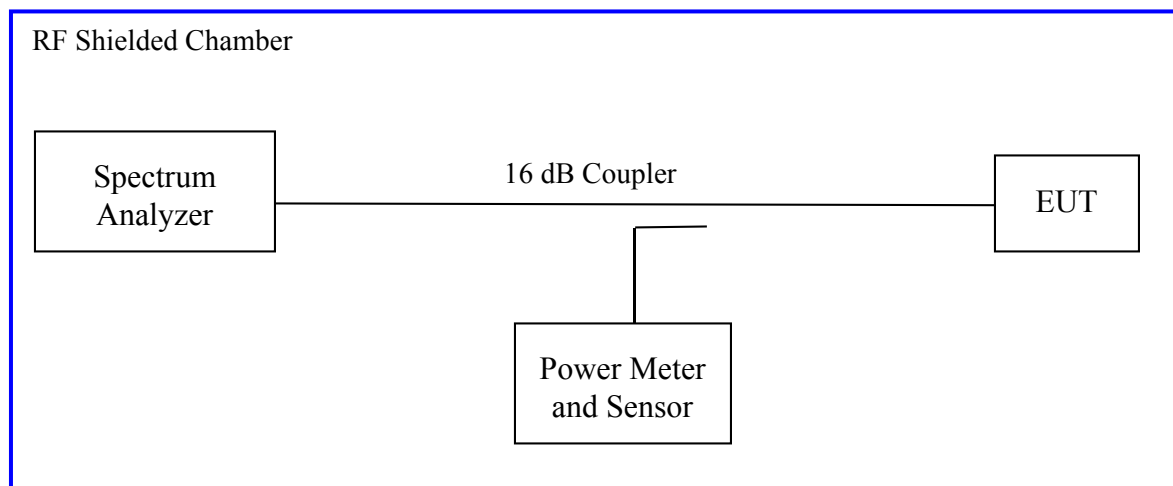 RF Shielded Chamber
Spectrum
Analyzer
16 dB Coupler
EUT
Power Meter
and Sensor